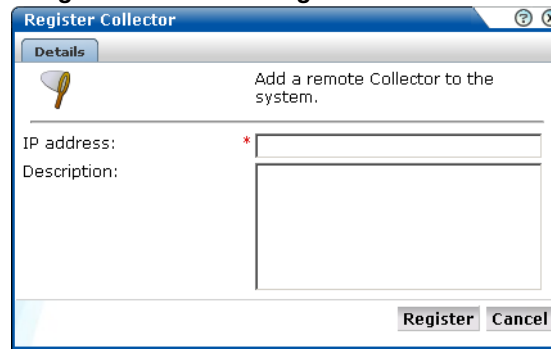 Register Collector
Details
Add a remote Collector to the
system.
IP address: *
Description:
Register Cancel